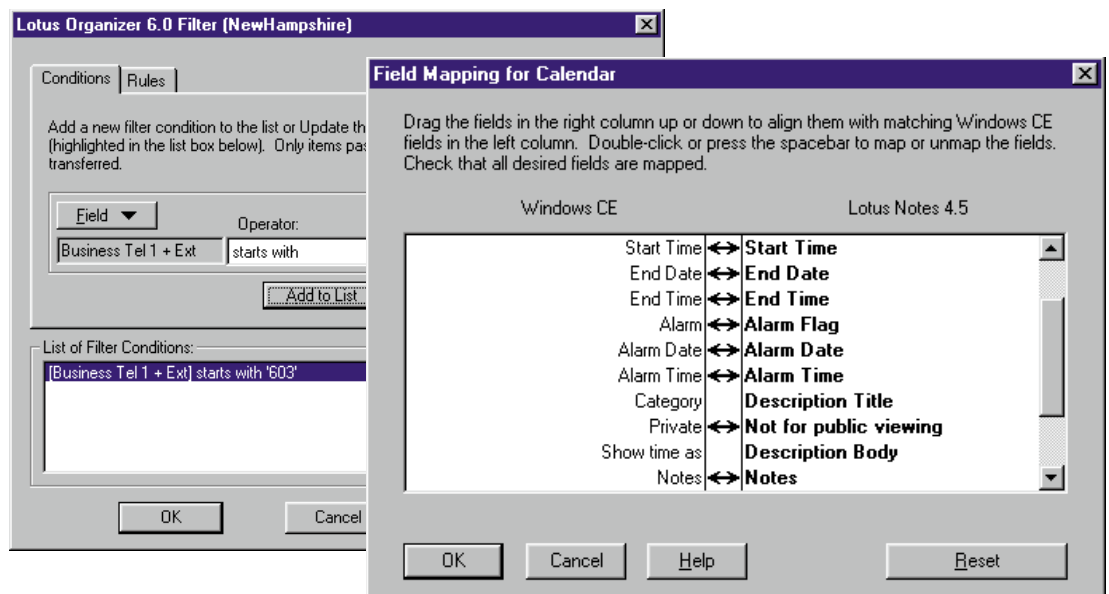 Lotus Organizer 6.0 Filter (NewHampshire)
Conditions Rules
Add a new filter condition to the list or Update th
(highlighted in the list box below). Only items pas
transferred.
Field
Operator:
Business Tel 1 + Ext starts with
Add to List
List of Filter Conditions:
[Business Tel 1 + Ext] starts with '603'
OK Cancel
Field Mapping for Calendar
Drag the fields in the right column up or down to align them with matching Windows CE
fields in the left column. Double-click or press the spacebar to map or unmap the fields.
Check that all desired fields are mapped.
Windows CE Lotus Notes 4.5
Start Time Start Time
End Date End Date
End Time End Time
Alarm Alarm Flag
Alarm Date Alarm Date
Alarm Time Alarm Time
Category Description Title
Private Not for public viewing
Show time as Description Body
Notes Notes
OK Cancel Help Reset